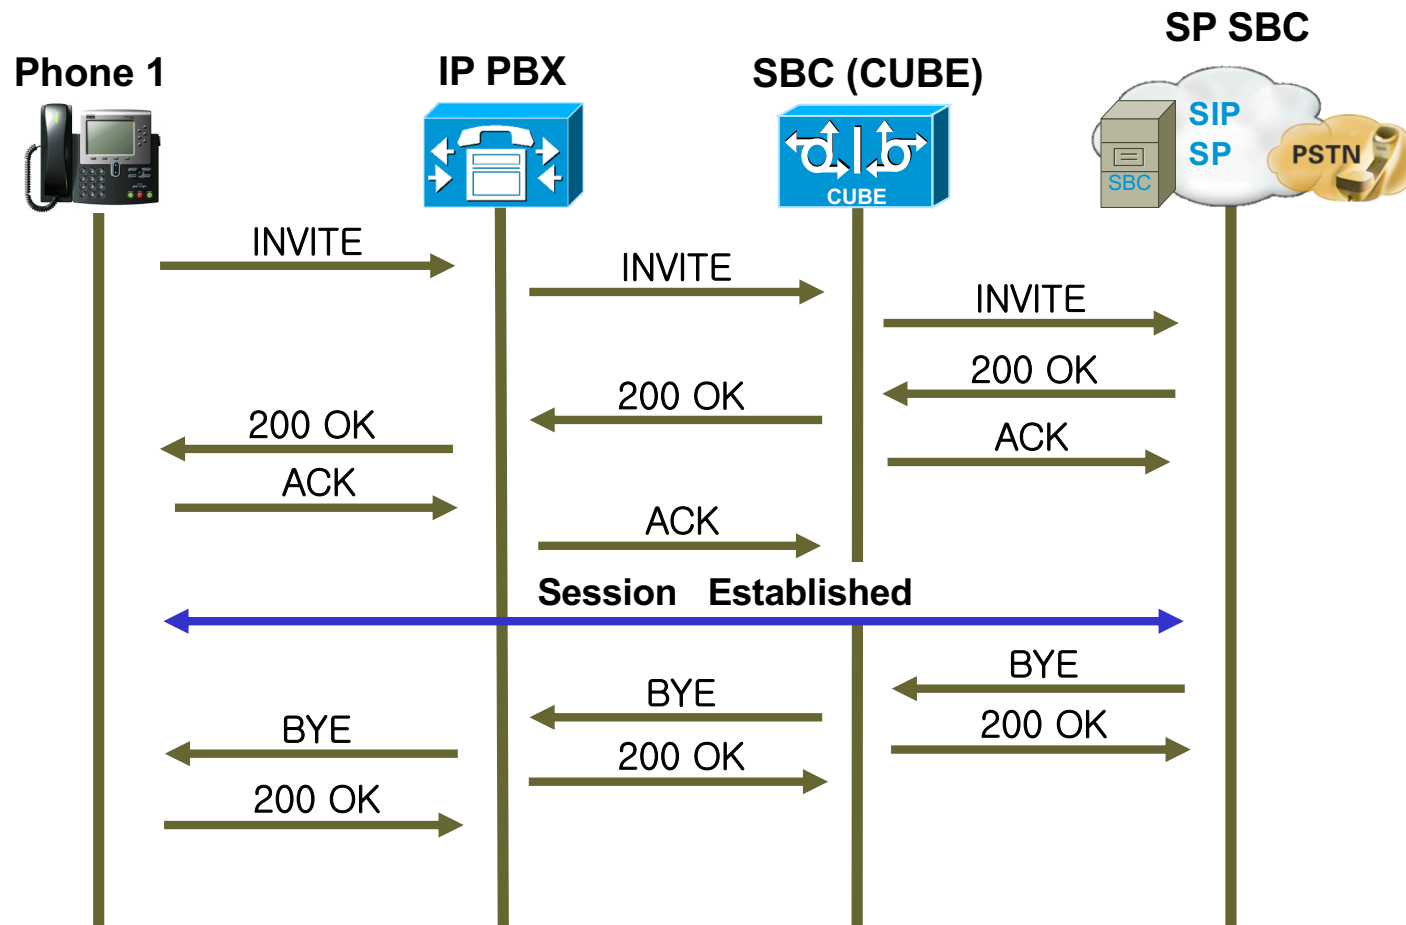 SP SBC
Phone 1
IP PBX
SBC (CUBE)
SIP
SP
PSTN
SBC
CUBE
INVITE
INVITE
INVITE
200 OK
200 OK
200 OK
ACK
ACK
ACK
Session Established
BYE
BYE
BYE
200 OK
200 OK
200 OK